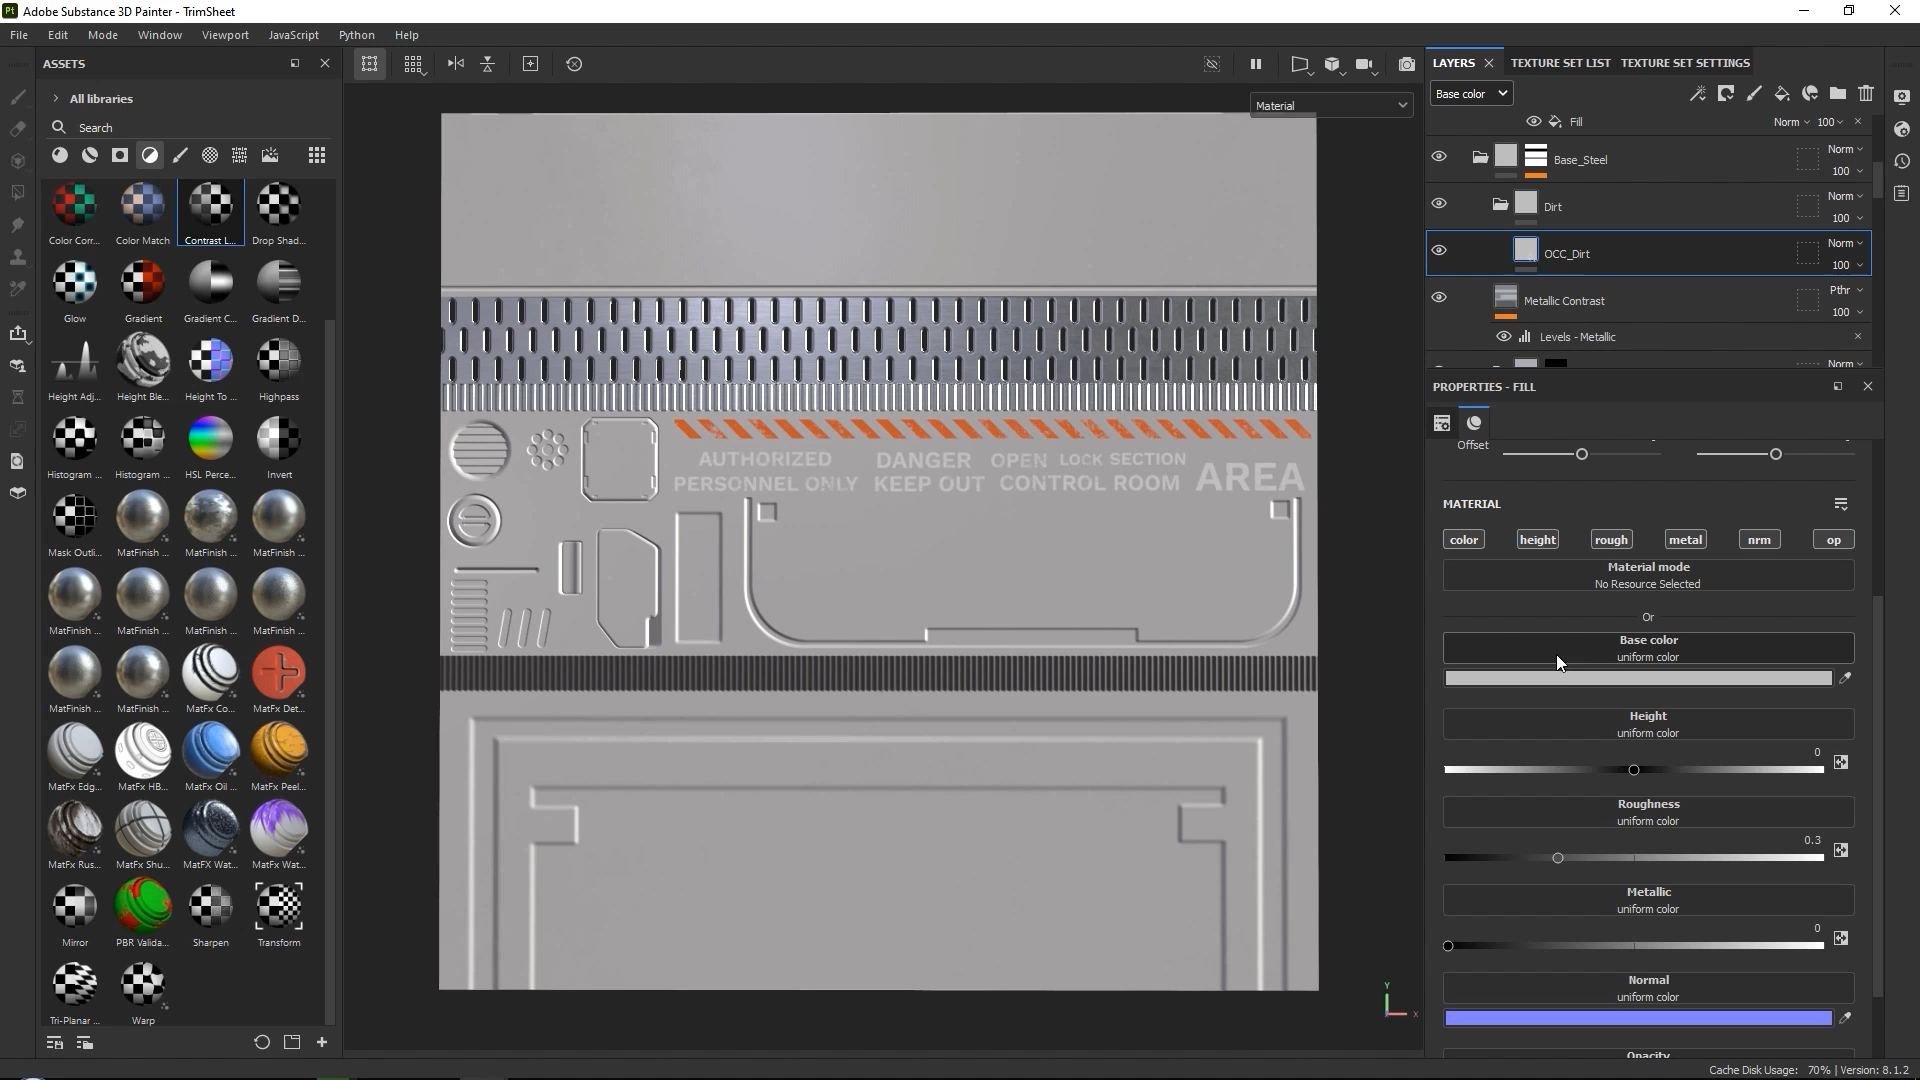 Adobe Substance 3D Painter - TrimSheet
File Edit Mode Window Viewport JavaScript Python Help
ASSETS
All libraries
Search
Color Corr... Color Match Contrast L... Drop Shad...
Glow Gradient Gradient C... Gradient D...
Height Adj... Height Ble... Height To ... Highpass
Histogram ... Histogram ... HSL Perce... Invert
Mask Outli... MatFinish ... MatFinish ... MatFinish ...
MatFinish ... MatFinish ... MatFinish ... MatFinish ...
MatFinish ... MatFinish ... MatFx Co... MatFx Det...
MatFx Edg... MatFx HB... MatFx Oil ... MatFx Peel...
MatFx Rus... MatFx Shu... MatFX Wat... MatFx Wat...
Mirror PBR Valida... Sharpen Transform
Tri-Planar ... Warp
Material
AUTHORIZED
PERSONNEL ONLY
DANGER
KEEP OUT
OPEN LOCK SECTION
CONTROL ROOM
AREA
Y
X
LAYERS TEXTURE SET LIST TEXTURE SET SETTINGS
Base color
Fill Norm 100
Base_Steel Norm 100
Dirt Norm 100
OCC_Dirt Norm 100
Metallic Contrast Pthr 100
Levels - Metallic
Norm
PROPERTIES - FILL
Offset
MATERIAL
color height rough metal nrm op
Material mode
No Resource Selected
Or
Base color
uniform color
Height
uniform color
0
Roughness
uniform color
0.3
Metallic
uniform color
0
Normal
uniform color
Opacity
Cache Disk Usage: 70% | Version: 8.1.2